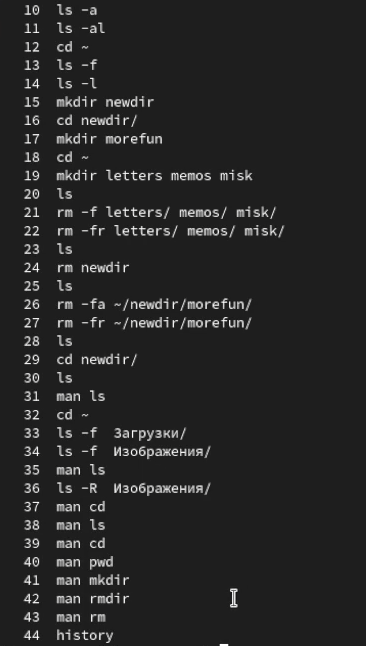 10 ls -a
11 ls -al
12 cd ~
13 ls -f
14 ls -l
15 mkdir newdir
16 cd newdir/
17 mkdir morefun
18 cd ~
19 mkdir letters memos misk
20 ls
21 rm -f letters/ memos/ misk/
22 rm -fr letters/ memos/ misk/
23 ls
24 rm newdir
25 ls
26 rm -fa ~/newdir/morefun/
27 rm -fr ~/newdir/morefun/
28 ls
29 cd newdir/
30 ls
31 man ls
32 cd ~
33 ls -f  Загрузки/
34 ls -f  Изображения/
35 man ls
36 ls -R  Изображения/
37 man cd
38 man ls
39 man cd
40 man pwd
41 man mkdir
42 man rmdir
43 man rm
44 history